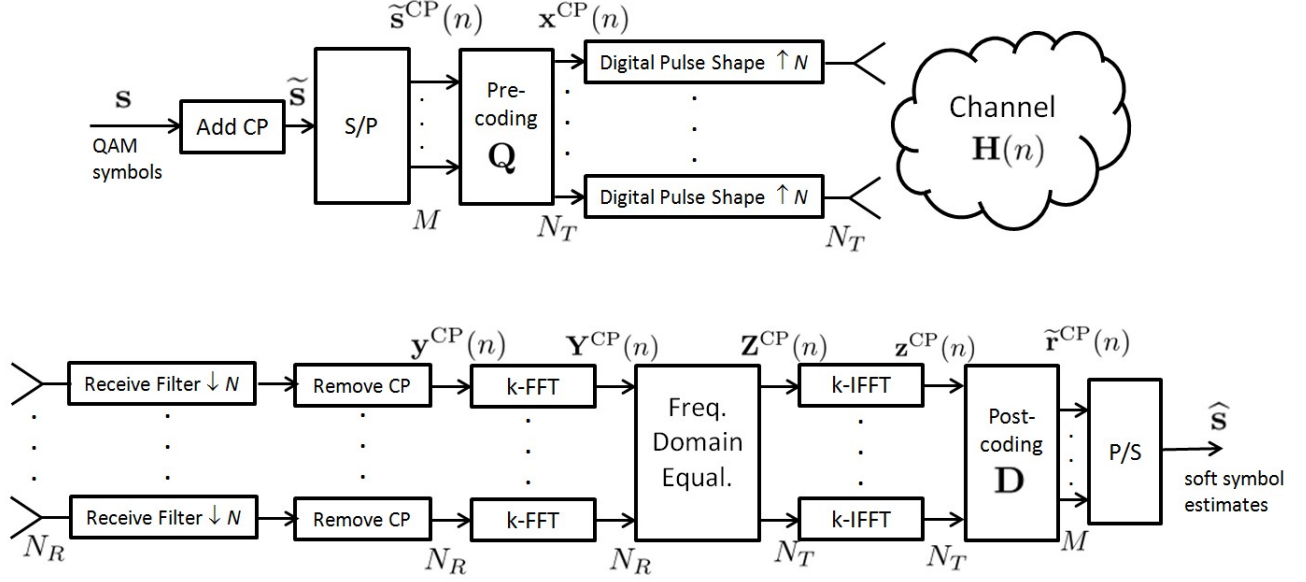 s̃^CP(n) x^CP(n)
s
QAM
symbols
Add CP
s̃
S/P
M
Pre-
coding
Q
N_T
Digital Pulse Shape ↑ N
Digital Pulse Shape ↑ N
N_T
Channel
H(n)
y^CP(n) Y^CP(n) Z^CP(n) z^CP(n) r̃^CP(n)
Receive Filter ↓ N
Remove CP
k-FFT
Freq.
Domain
Equal.
k-IFFT
Post-
coding
D
P/S
ŝ
soft symbol
estimates
Receive Filter ↓ N
Remove CP
k-FFT
k-IFFT
N_R N_R N_R N_T N_T M